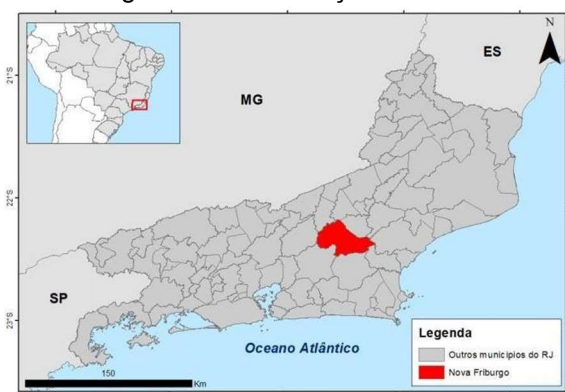 N
ES
MG
SP
21°S
22°S
23°S
Oceano Atlântico
150
Km
Legenda
Outros municípios do RJ
Nova Friburgo